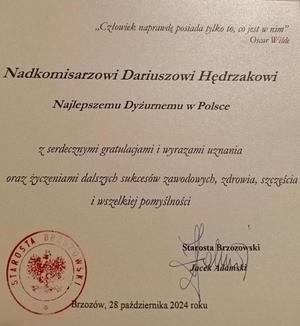 „Człowiek naprawdę posiada tylko to, co jest w nim”
Oscar Wilde
Nadkomisarzowi Dariuszowi Hędrzakowi
Najlepszemu Dyżurnemu w Polsce
z serdecznymi gratulacjami i wyrazami uznania
oraz życzeniami dalszych sukcesów zawodowych, zdrowia, szczęścia
i wszelkiej pomyślności
Starosta Brzozowski
Jacek Adamski
STAROSTA BRZOZOWSKI
Brzozów, 28 października 2024 roku